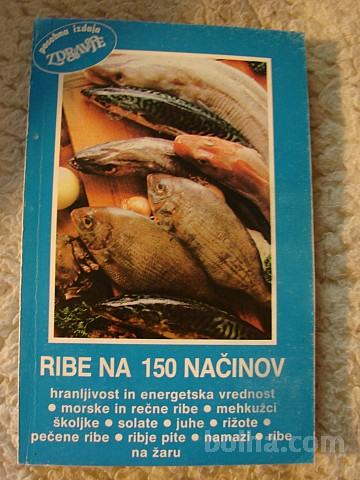 posebna izdaja
ZDRAVJE
RIBE NA 150 NAČINOV
hranljivost in energetska vrednost
• morske in rečne ribe • mehkužci
školjke • solate • juhe • rižote •
pečene ribe • ribje pite • namazi • ribe
na žaru
bolha.com